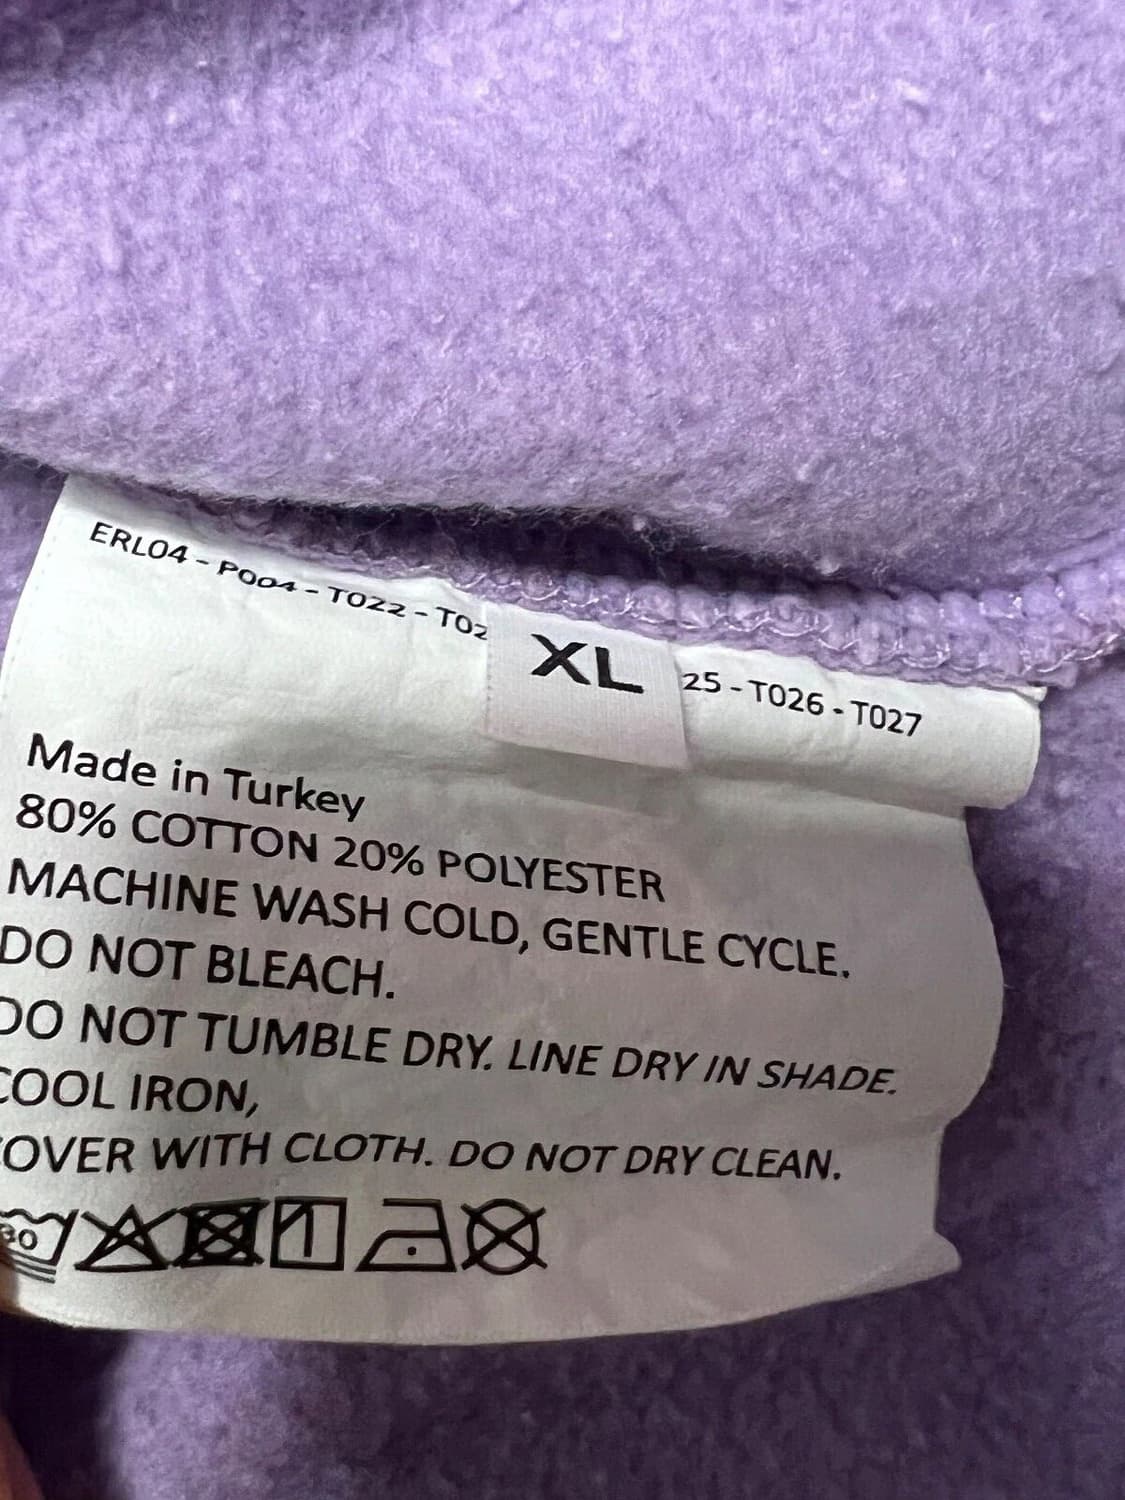 ERL04 - P004 - T022 - T02
XL
25 - T026 - T027
Made in Turkey
80% COTTON 20% POLYESTER
MACHINE WASH COLD, GENTLE CYCLE.
DO NOT BLEACH.
DO NOT TUMBLE DRY. LINE DRY IN SHADE.
COOL IRON,
COVER WITH CLOTH. DO NOT DRY CLEAN.
30